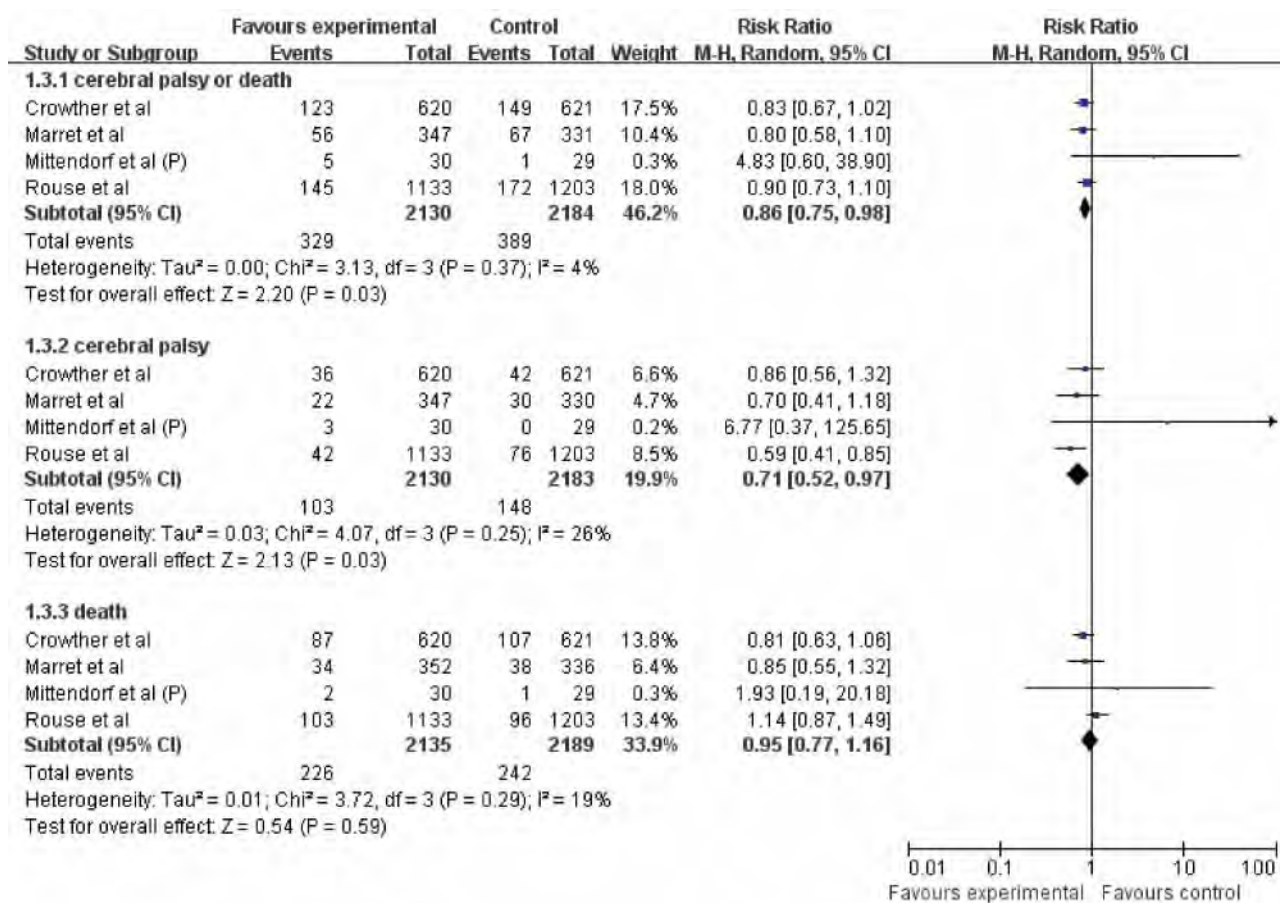 Favours experimental Control Risk Ratio Risk Ratio
Study or Subgroup Events Total Events Total Weight M-H, Random, 95% CI M-H, Random, 95% CI
1.3.1 cerebral palsy or death
Crowther et al 123 620 149 621 17.5% 0.83 [0.67, 1.02]
Marret et al 56 347 67 331 10.4% 0.80 [0.58, 1.10]
Mittendorf et al (P) 5 30 1 29 0.3% 4.83 [0.60, 38.90]
Rouse et al 145 1133 172 1203 18.0% 0.90 [0.73, 1.10]
Subtotal (95% CI) 2130 2184 46.2% 0.86 [0.75, 0.98]
Total events 329 389
Heterogeneity: Tau² = 0.00; Chi² = 3.13, df = 3 (P = 0.37); I² = 4%
Test for overall effect: Z = 2.20 (P = 0.03)
1.3.2 cerebral palsy
Crowther et al 36 620 42 621 6.6% 0.86 [0.56, 1.32]
Marret et al 22 347 30 330 4.7% 0.70 [0.41, 1.18]
Mittendorf et al (P) 3 30 0 29 0.2% 6.77 [0.37, 125.65]
Rouse et al 42 1133 76 1203 8.5% 0.59 [0.41, 0.85]
Subtotal (95% CI) 2130 2183 19.9% 0.71 [0.52, 0.97]
Total events 103 148
Heterogeneity: Tau² = 0.03; Chi² = 4.07, df = 3 (P = 0.25); I² = 26%
Test for overall effect: Z = 2.13 (P = 0.03)
1.3.3 death
Crowther et al 87 620 107 621 13.8% 0.81 [0.63, 1.06]
Marret et al 34 352 38 336 6.4% 0.85 [0.55, 1.32]
Mittendorf et al (P) 2 30 1 29 0.3% 1.93 [0.19, 20.18]
Rouse et al 103 1133 96 1203 13.4% 1.14 [0.87, 1.49]
Subtotal (95% CI) 2135 2189 33.9% 0.95 [0.77, 1.16]
Total events 226 242
Heterogeneity: Tau² = 0.01; Chi² = 3.72, df = 3 (P = 0.29); I² = 19%
Test for overall effect: Z = 0.54 (P = 0.59)
0.01 0.1 1 10 100
Favours experimental Favours control